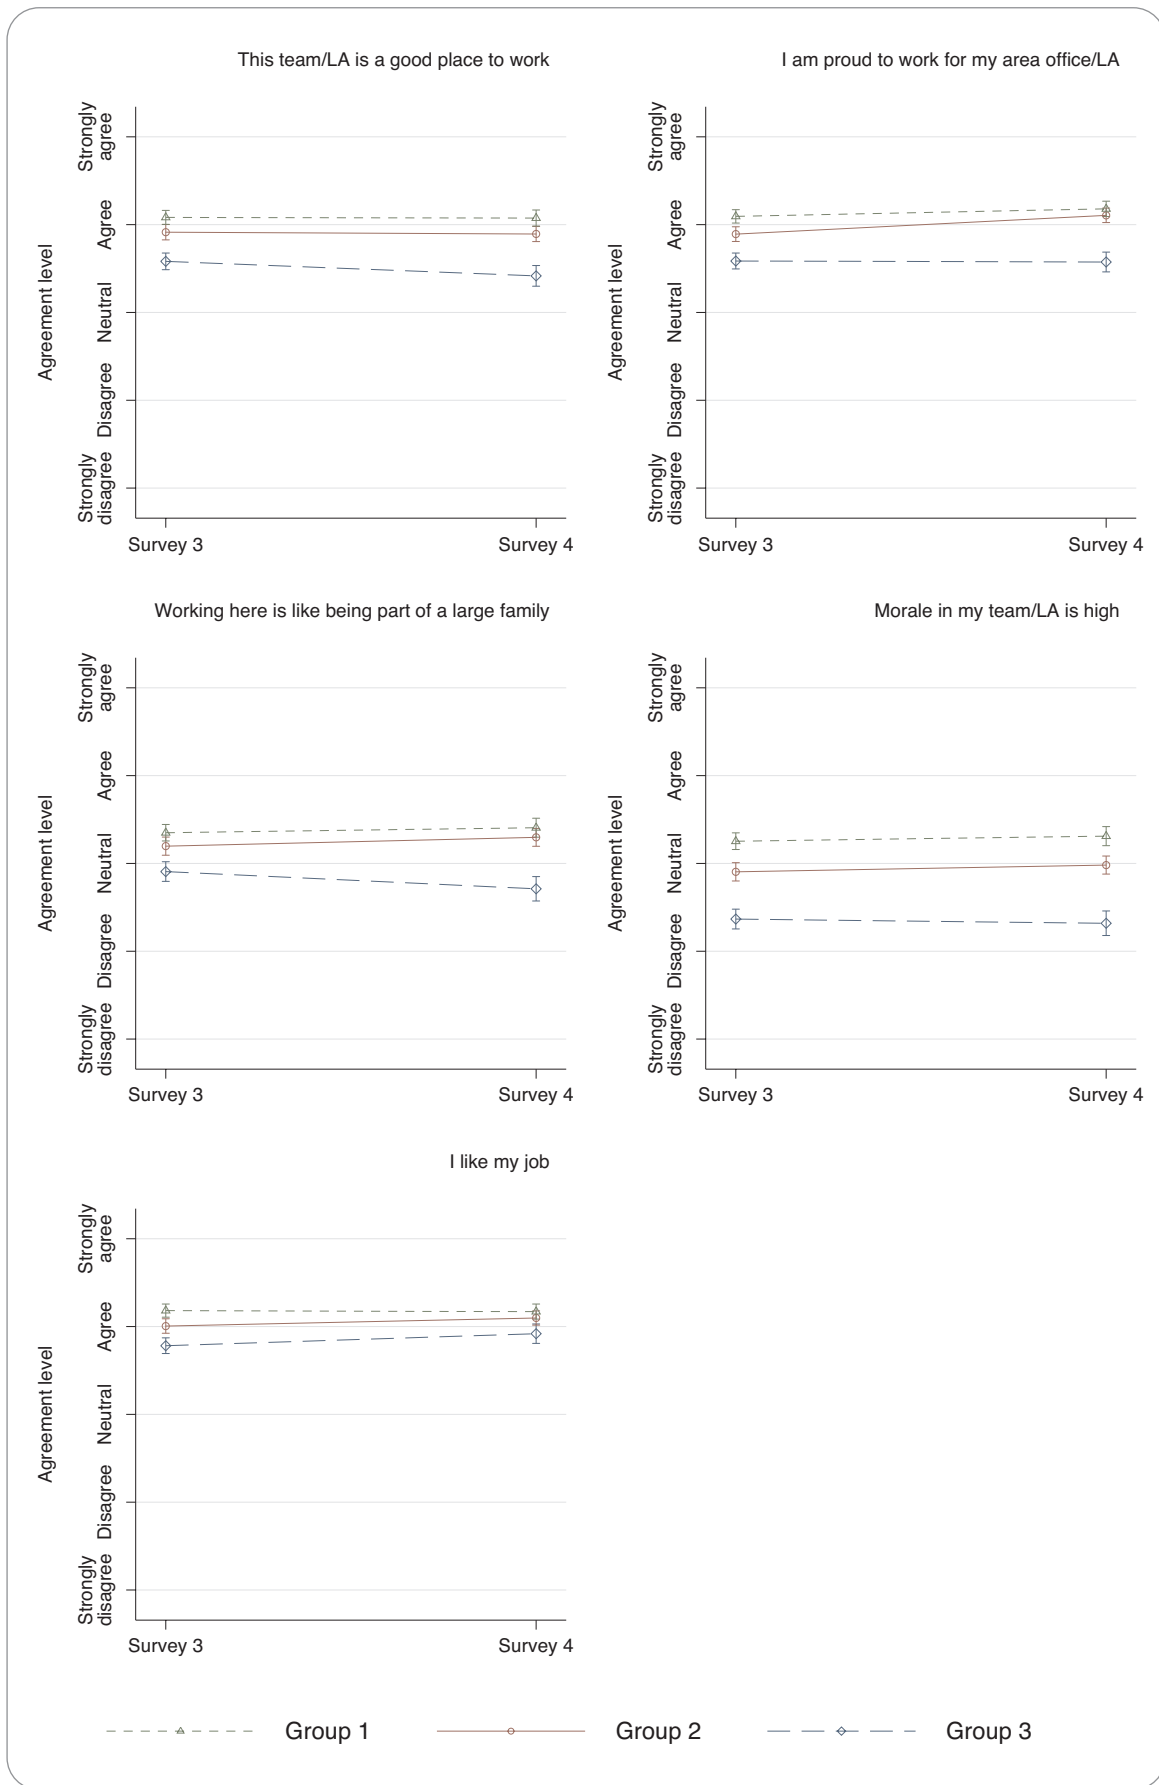 This team/LA is a good place to work
Agreement level
Strongly
agree
Agree
Neutral
Disagree
Strongly
disagree
Survey 3
Survey 4
I am proud to work for my area office/LA
Agreement level
Strongly
agree
Agree
Neutral
Disagree
Strongly
disagree
Survey 3
Survey 4
Working here is like being part of a large family
Agreement level
Strongly
agree
Agree
Neutral
Disagree
Strongly
disagree
Survey 3
Survey 4
Morale in my team/LA is high
Agreement level
Strongly
agree
Agree
Neutral
Disagree
Strongly
disagree
Survey 3
Survey 4
I like my job
Agreement level
Strongly
agree
Agree
Neutral
Disagree
Strongly
disagree
Survey 3
Survey 4
Group 1
Group 2
Group 3